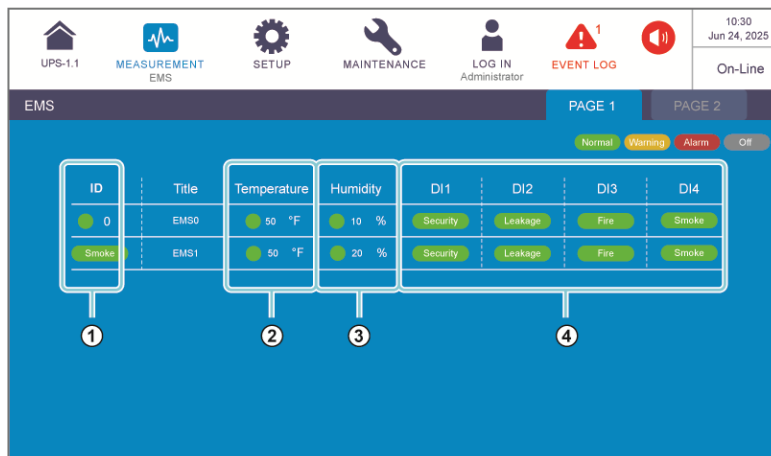 UPS-1.1
MEASUREMENT
EMS
SETUP
MAINTENANCE
LOG IN
Administrator
1
EVENT LOG
10:30
Jun 24, 2025
On-Line
EMS
PAGE 1
PAGE 2
Normal Warning Alarm Off
ID Title Temperature Humidity DI1 DI2 DI3 DI4
0 EMS0 50 °F 10 % Security Leakage Fire Smoke
Smoke EMS1 50 °F 20 % Security Leakage Fire Smoke
① ② ③ ④